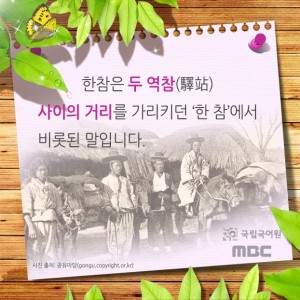 한참은 두 역참(驛站)
사이의 거리를 가리키던 ‘한 참’에서
비롯된 말입니다.
사진 출처: 공유마당(gongu.copyright.or.kr)
국립국어원
MBC